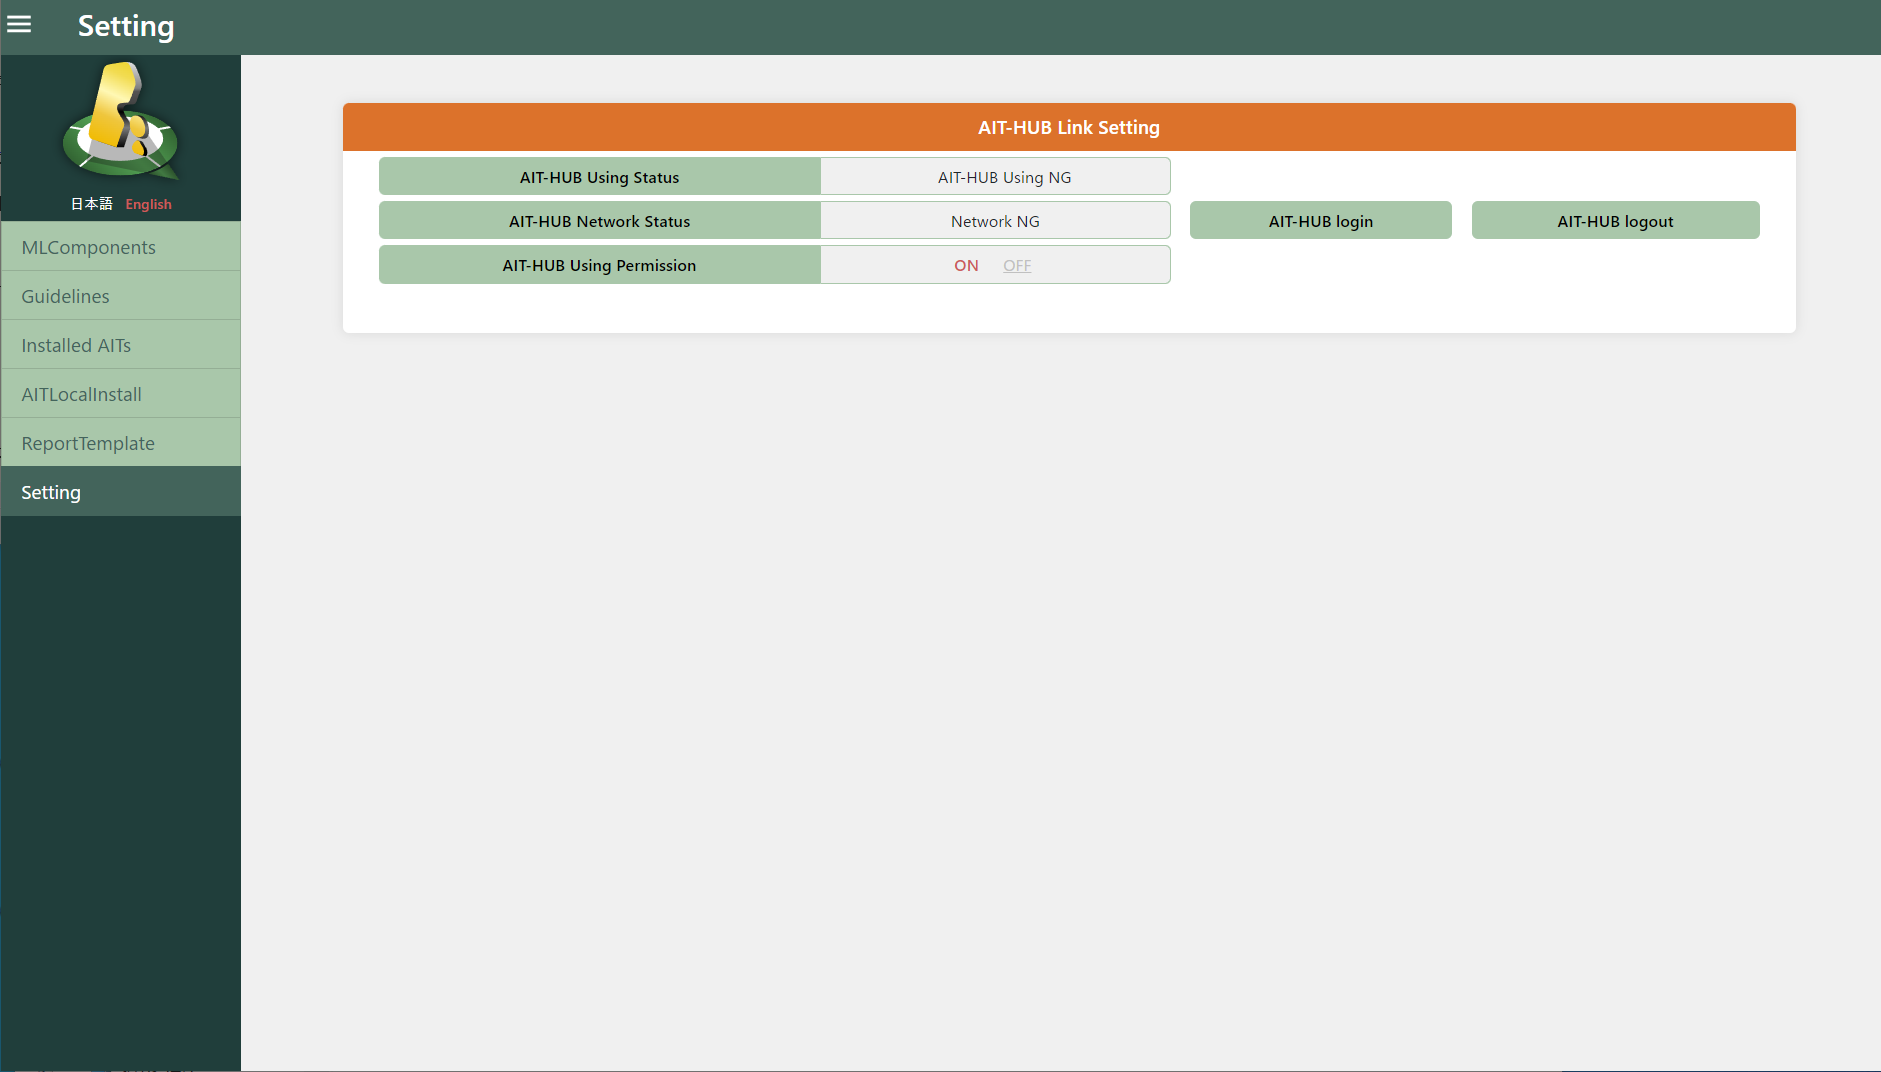 Setting
日本語 English
MLComponents
Guidelines
Installed AITs
AITLocalInstall
ReportTemplate
Setting
AIT-HUB Link Setting
AIT-HUB Using Status AIT-HUB Using NG
AIT-HUB Network Status Network NG AIT-HUB login AIT-HUB logout
AIT-HUB Using Permission ON OFF